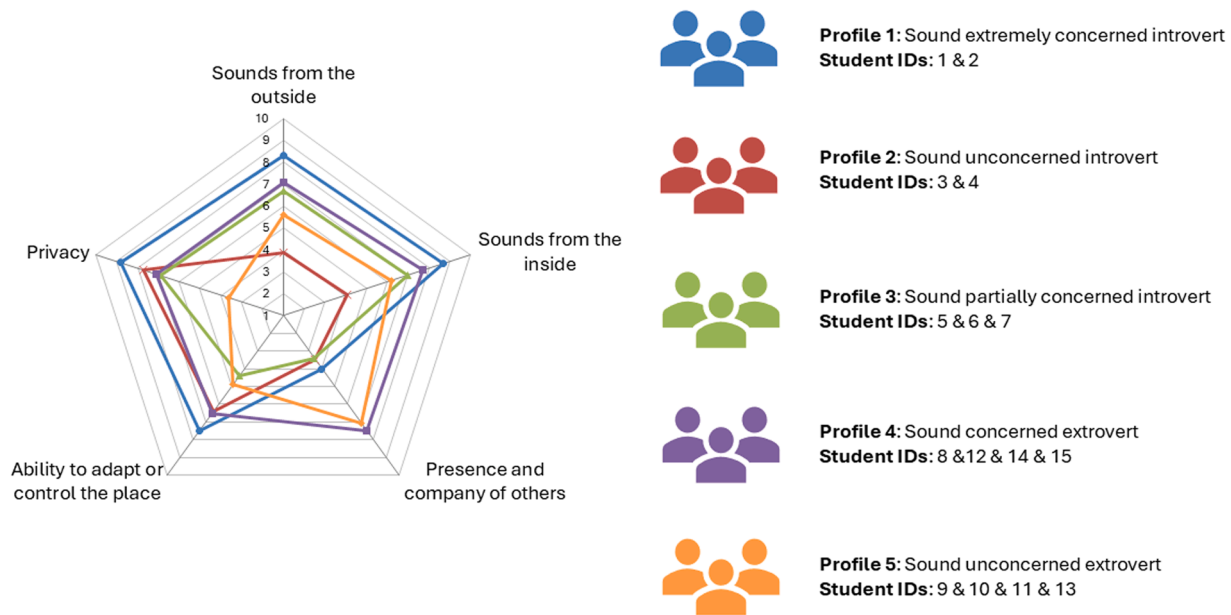 Sounds from the
outside
10
9
8
7
6
5
4
3
2
1
Privacy
Sounds from the
inside
Ability to adapt or
control the place
Presence and
company of others
Profile 1: Sound extremely concerned introvert
Student IDs: 1 & 2
Profile 2: Sound unconcerned introvert
Student IDs: 3 & 4
Profile 3: Sound partially concerned introvert
Student IDs: 5 & 6 & 7
Profile 4: Sound concerned extrovert
Student IDs: 8 &12 & 14 & 15
Profile 5: Sound unconcerned extrovert
Student IDs: 9 & 10 & 11 & 13